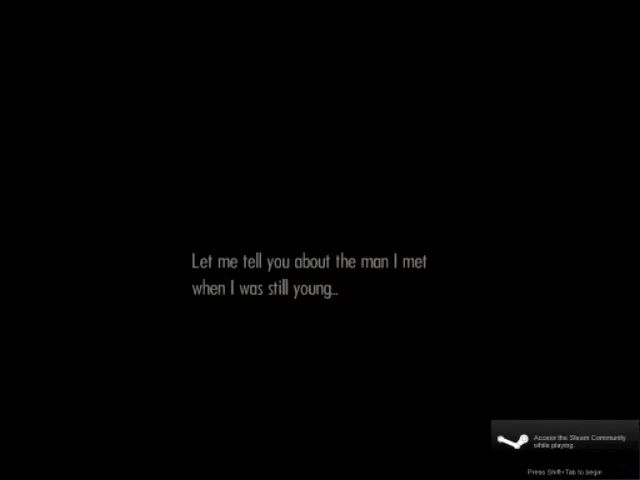 Let me tell you about the man I met
when I was still young..
Access the Steam Community
while playing.
Press Shift+Tab to begin